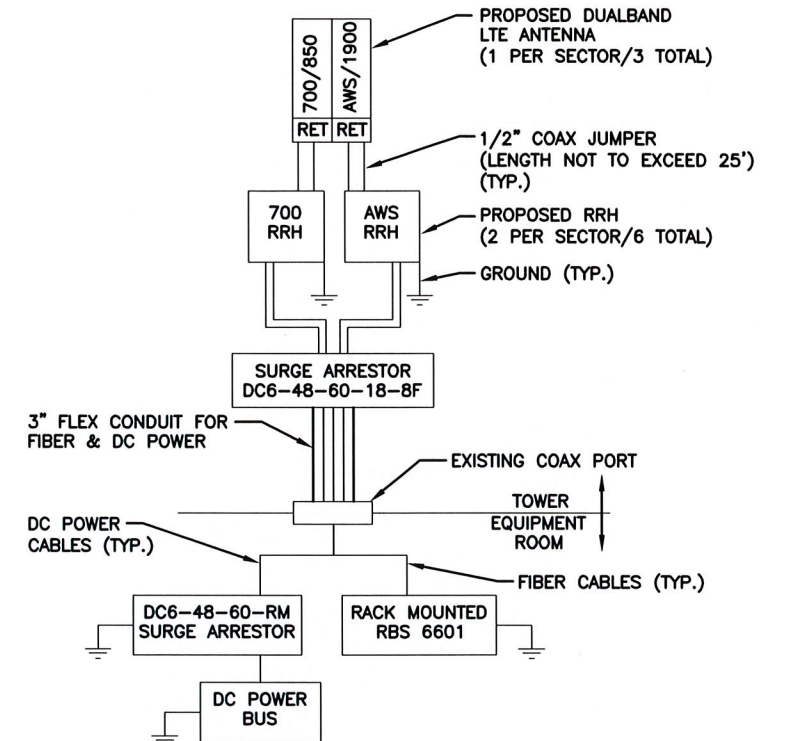 PROPOSED DUALBAND
LTE ANTENNA
(1 PER SECTOR/3 TOTAL)
700/850
AWS/1900
RET
RET
1/2" COAX JUMPER
(LENGTH NOT TO EXCEED 25')
(TYP.)
700
RRH
AWS
RRH
PROPOSED RRH
(2 PER SECTOR/6 TOTAL)
GROUND (TYP.)
SURGE ARRESTOR
DC6-48-60-18-8F
3" FLEX CONDUIT FOR
FIBER & DC POWER
EXISTING COAX PORT
TOWER
EQUIPMENT
ROOM
DC POWER
CABLES (TYP.)
FIBER CABLES (TYP.)
DC6-48-60-RM
SURGE ARRESTOR
RACK MOUNTED
RBS 6601
DC POWER
BUS